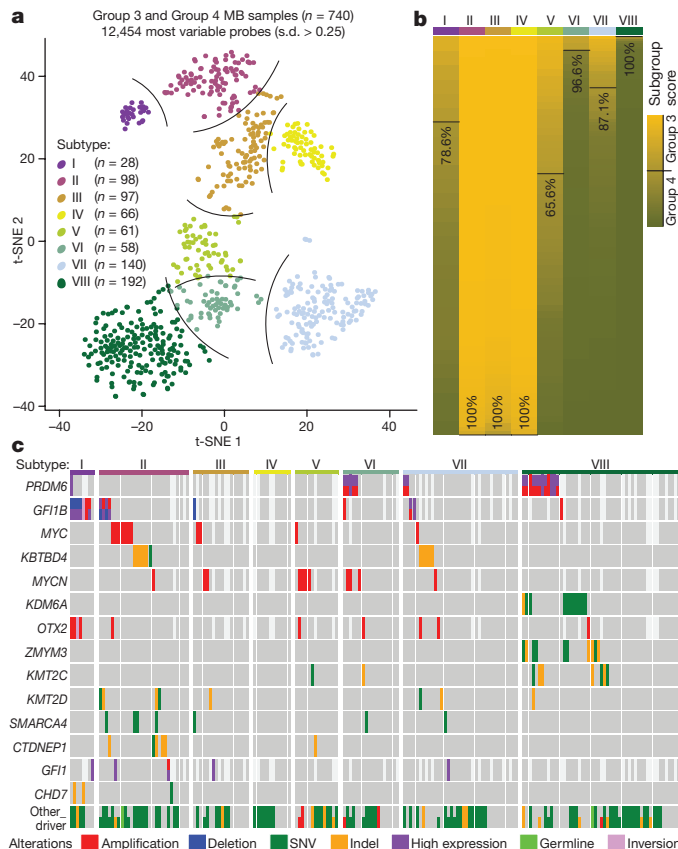 a
Group 3 and Group 4 MB samples (n = 740)
12,454 most variable probes (s.d. > 0.25)
40
20
0
−20
−40
t-SNE 2
Subtype:
I (n = 28)
II (n = 98)
III (n = 97)
IV (n = 66)
V (n = 61)
VI (n = 58)
VII (n = 140)
VIII (n = 192)
−40
−20
0
20
40
t-SNE 1
b
I II III IV V VI VII VIII
78.6%
100%
100%
100%
65.6%
96.6%
87.1%
100%
Subgroup
score
Group 4 Group 3
c
Subtype: I II III IV V VI VII VIII
PRDM6
GFI1B
MYC
KBTBD4
MYCN
KDM6A
OTX2
ZMYM3
KMT2C
KMT2D
SMARCA4
CTDNEP1
GFI1
CHD7
Other_
driver
Alterations Amplification Deletion SNV Indel High expression Germline Inversion